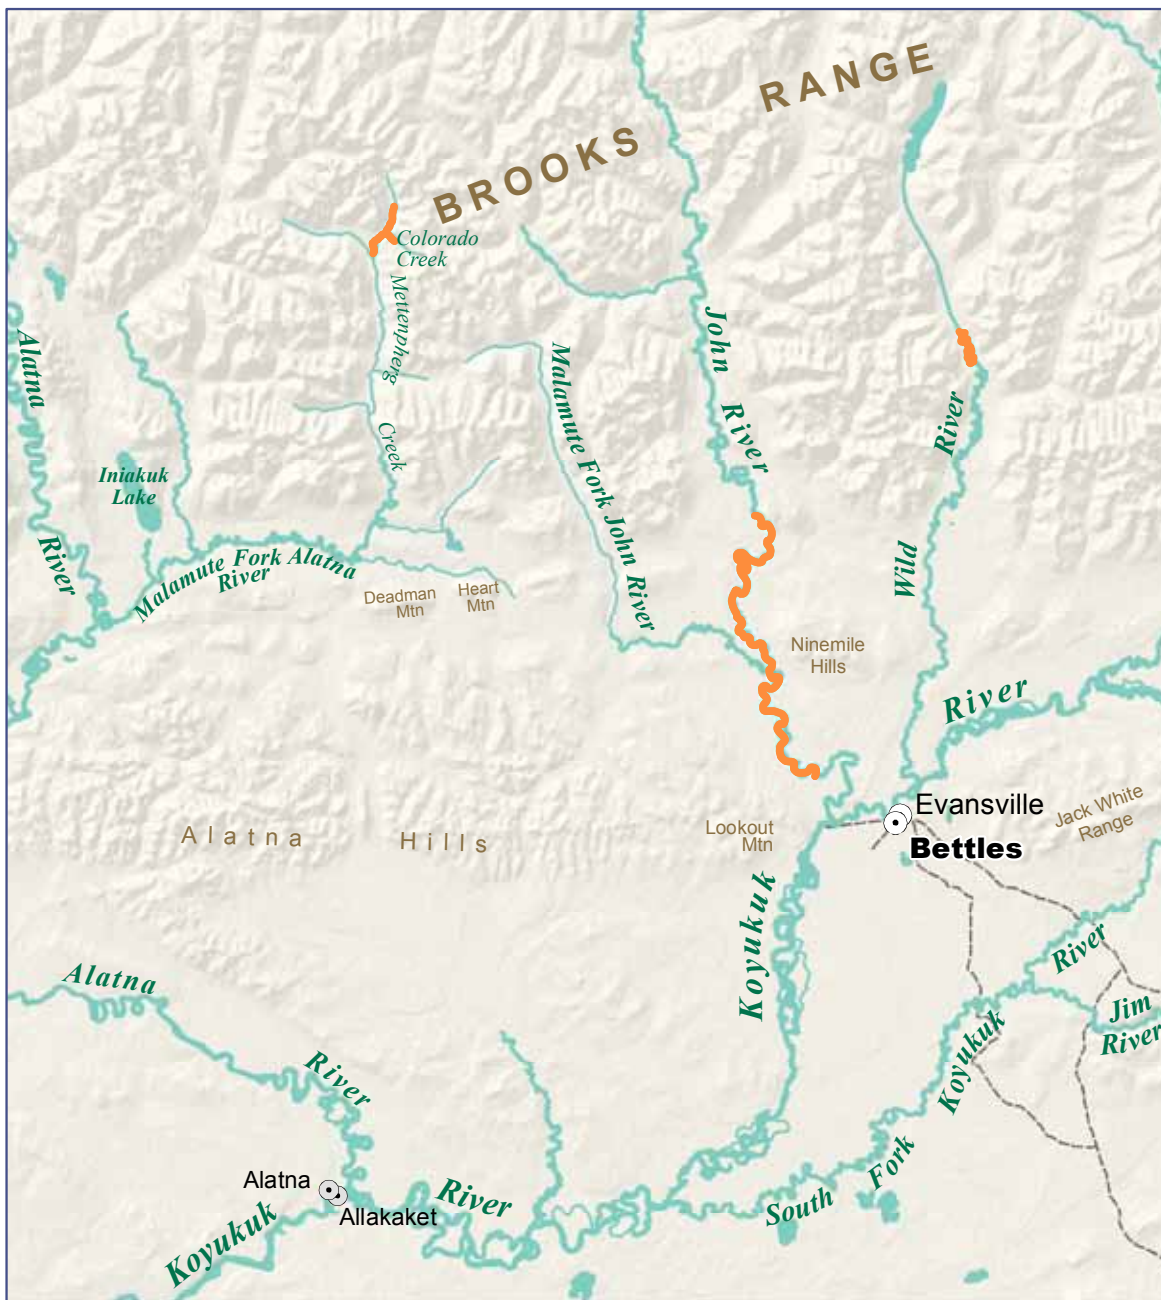 BROOKS RANGE
Colorado
Creek
Mettenpherg
Creek
John
River
Alatna
River
Malamute Fork John River
River
Wild
Iniakuk
Lake
Malamute Fork Alatna
River
Deadman
Mtn
Heart
Mtn
Ninemile
Hills
River
Evansville
Bettles
Jack White
Range
Lookout
Mtn
Alatna Hills
Koyukuk
Alatna
River
River
Jim
River
Koyukuk
Fork
South
Alatna
Allakaket
River
Koyukuk